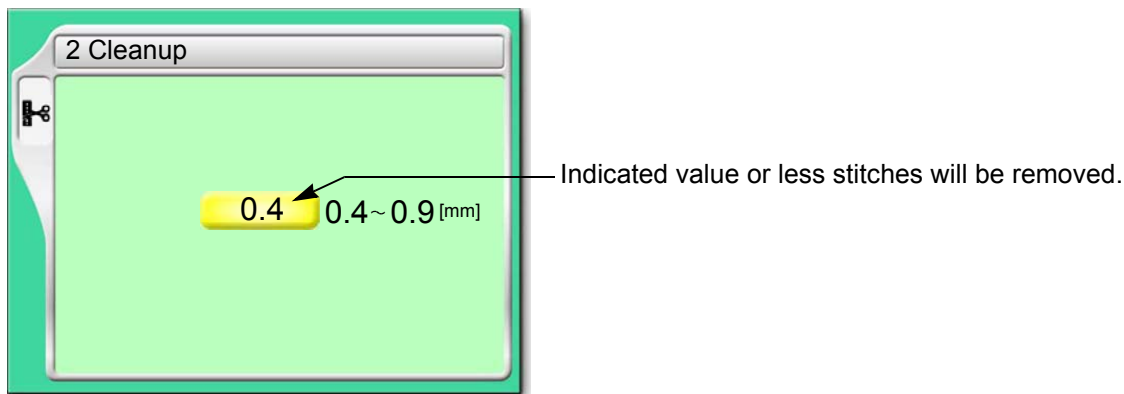 2 Cleanup
Indicated value or less stitches will be removed.
0.4 0.4~0.9 [mm]